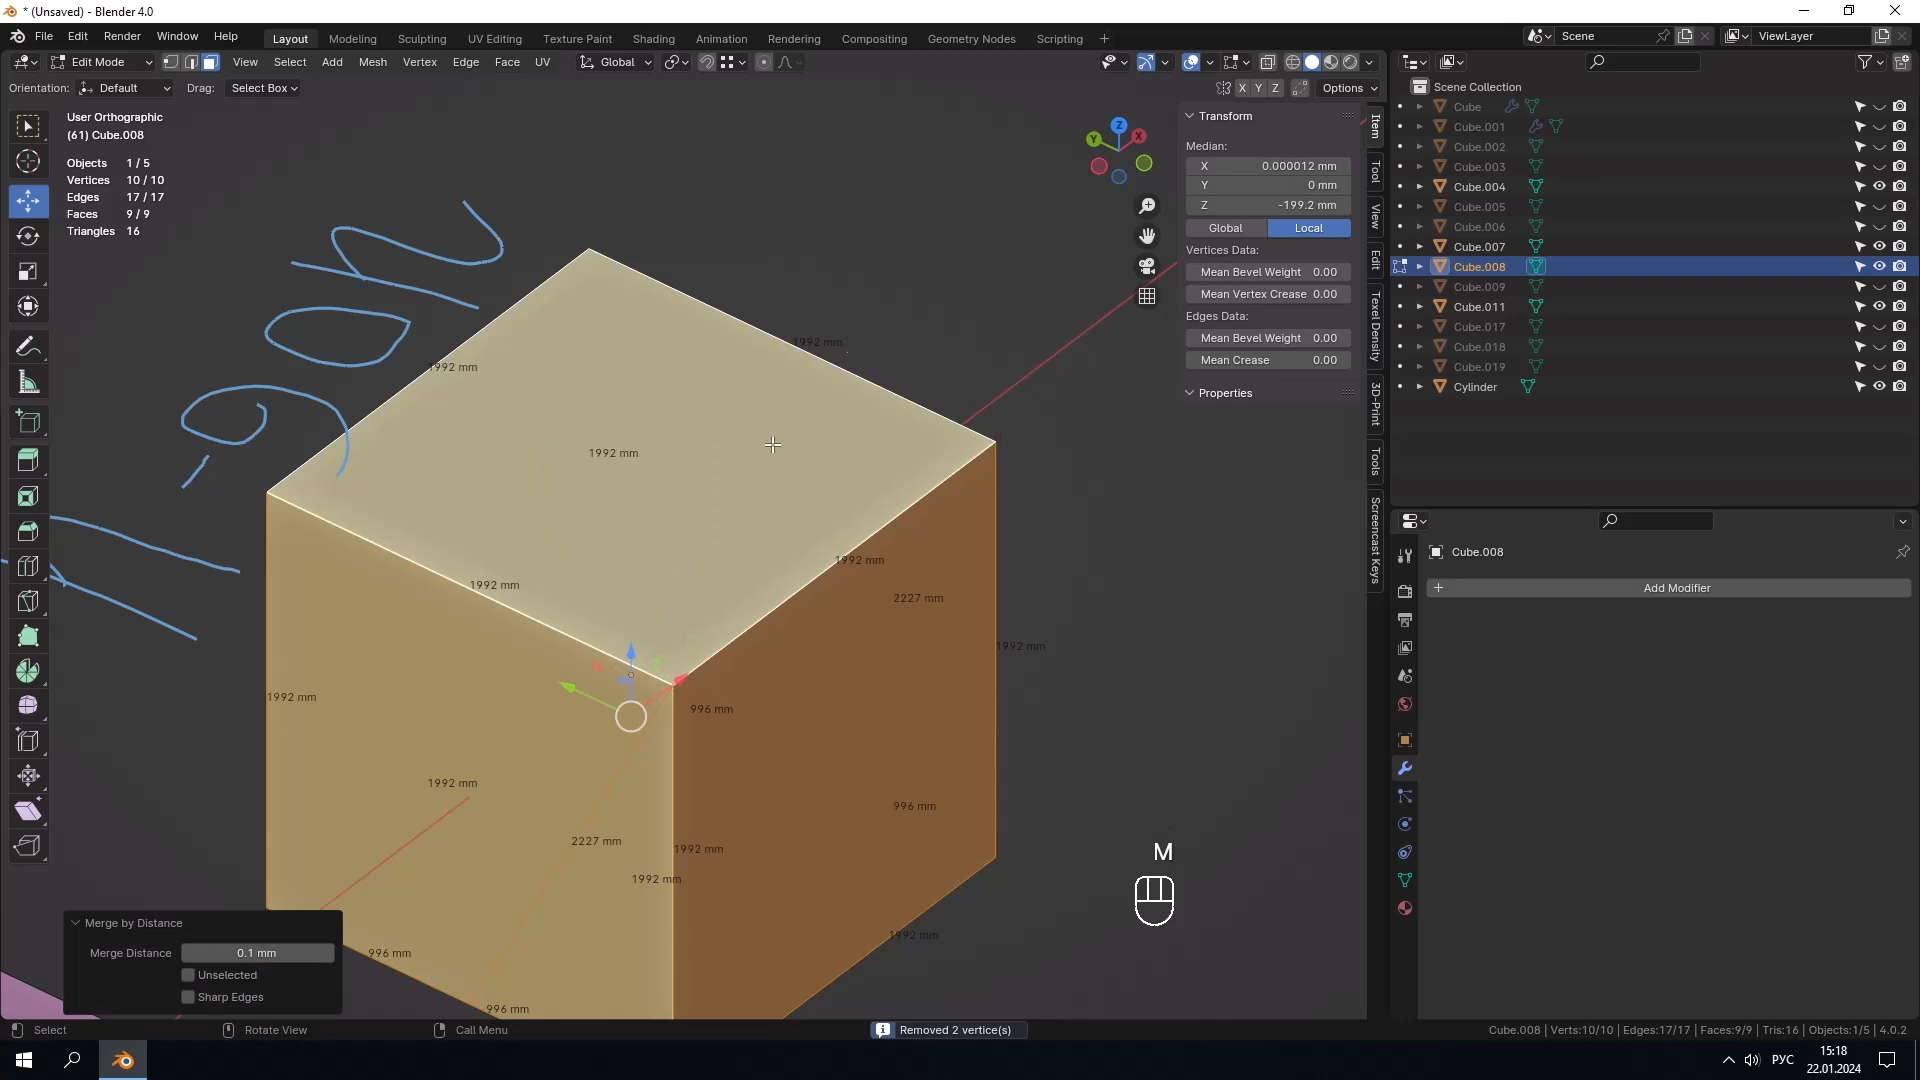 * (Unsaved) - Blender 4.0
File Edit Render Window Help
Layout Modeling Sculpting UV Editing Texture Paint Shading Animation Rendering Compositing Geometry Nodes Scripting +
Scene
ViewLayer
Edit Mode
View Select Add Mesh Vertex Edge Face UV
Global
Orientation: Default Drag: Select Box
X Y Z Options
User Orthographic
(61) Cube.008
Objects 1 / 5
Vertices 10 / 10
Edges 17 / 17
Faces 9 / 9
Triangles 16
Z
Y
X
1992 mm
1992 mm
1992 mm
1992 mm
1992 mm
2227 mm
1992 mm
1992 mm
996 mm
1992 mm
996 mm
2227 mm
1992 mm
1992 mm
1992 mm
996 mm
996 mm
M
Transform
Median:
X 0.000012 mm
Y 0 mm
Z -199.2 mm
Global Local
Vertices Data:
Mean Bevel Weight 0.00
Mean Vertex Crease 0.00
Edges Data:
Mean Bevel Weight 0.00
Mean Crease 0.00
Properties
Item
Tool
View
Edit
Texel Density
3D-Print
Tools
Screencast Keys
Scene Collection
Cube
Cube.001
Cube.002
Cube.003
Cube.004
Cube.005
Cube.006
Cube.007
Cube.008
Cube.009
Cube.011
Cube.017
Cube.018
Cube.019
Cylinder
Cube.008
+ Add Modifier
Merge by Distance
Merge Distance 0.1 mm
Unselected
Sharp Edges
Select Rotate View Call Menu
Removed 2 vertice(s)
Cube.008 | Verts:10/10 | Edges:17/17 | Faces:9/9 | Tris:16 | Objects:1/5 | 4.0.2
РУС
15:18
22.01.2024